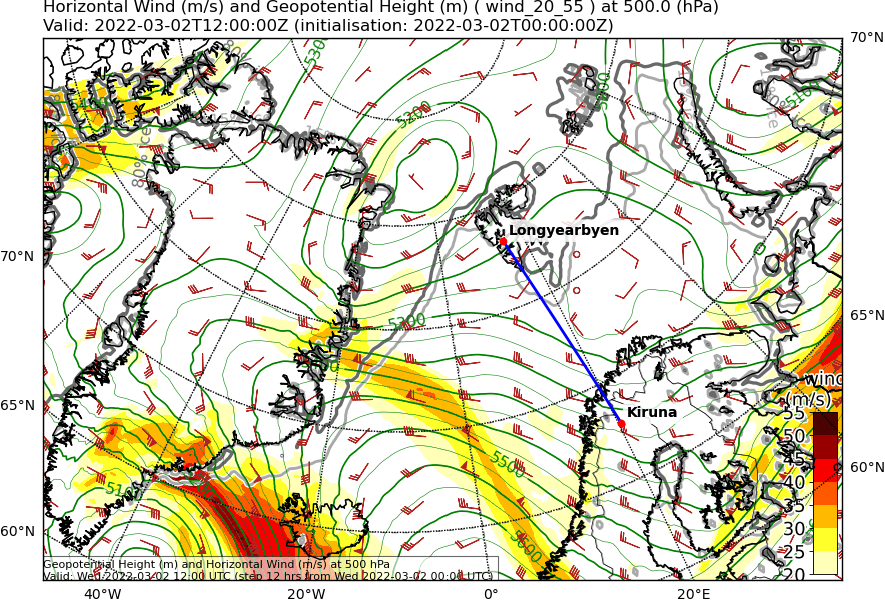 Horizontal Wind (m/s) and Geopotential Height (m) ( wind_20_55 ) at 500.0 (hPa)
Valid: 2022-03-02T12:00:00Z (initialisation: 2022-03-02T00:00:00Z)
70°N
5200
Longyearbyen
70°N
65°N
5200
wind
(m/s)
65°N
Kiruna
55
50
5500
60°N
40
35
30
60°N
5600
25
20
Geopotential Height (m) and Horizontal Wind (m/s) at 500 hPa
Valid: Wed 2022-03-02 12:00 UTC (step 12 hrs from Wed 2022-03-02 00:00 UTC)
40°W
20°W
0°
20°E